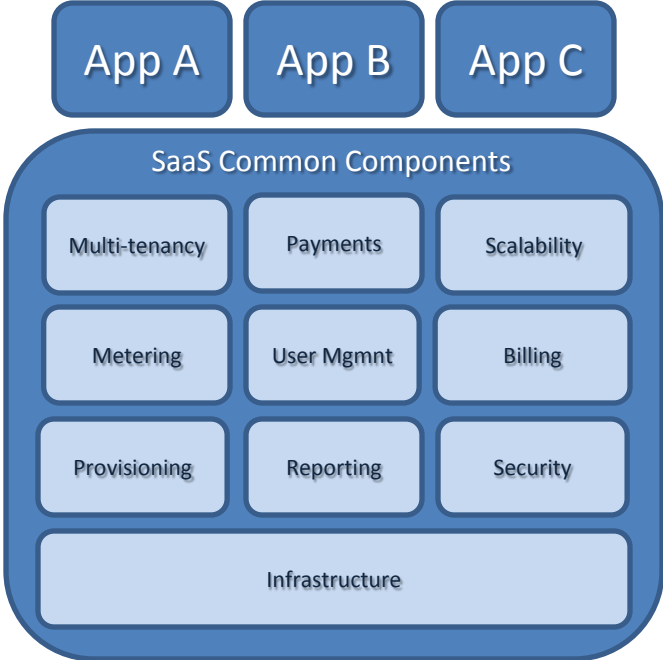 App A
App B
App C
SaaS Common Components
Multi-tenancy
Payments
Scalability
Metering
User Mgmnt
Billing
Provisioning
Reporting
Security
Infrastructure